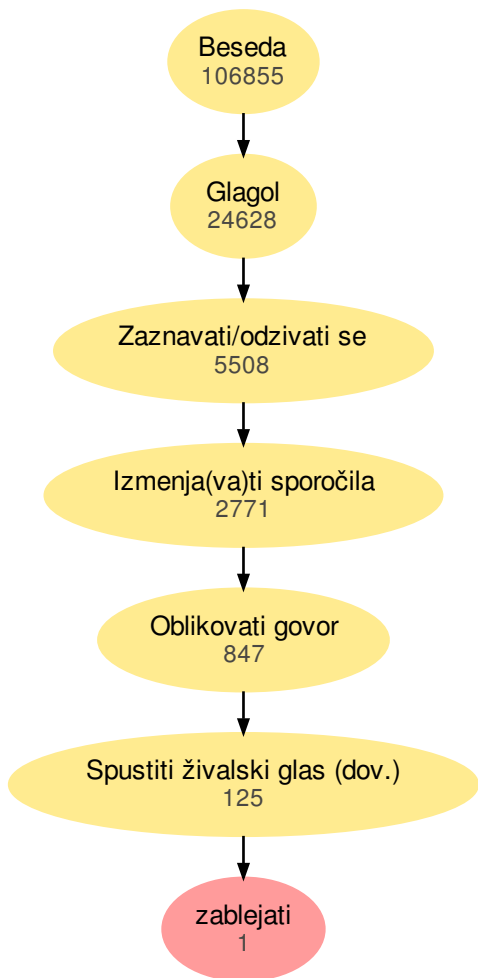 Beseda
106855
Glagol
24628
Zaznavati/odzivati se
5508
Izmenja(va)ti sporočila
2771
Oblikovati govor
847
Spustiti živalski glas (dov.)
125
zablejati
1